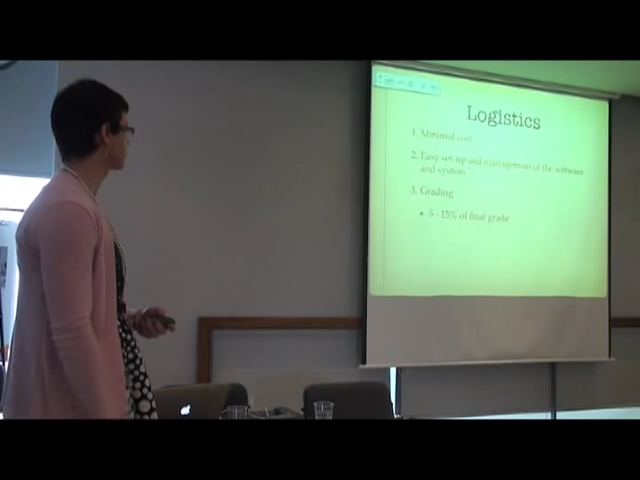 Logistics
1. Minimal cost
2. Easy set-up and management of the software
and system
3. Grading
5 - 15% of final grade